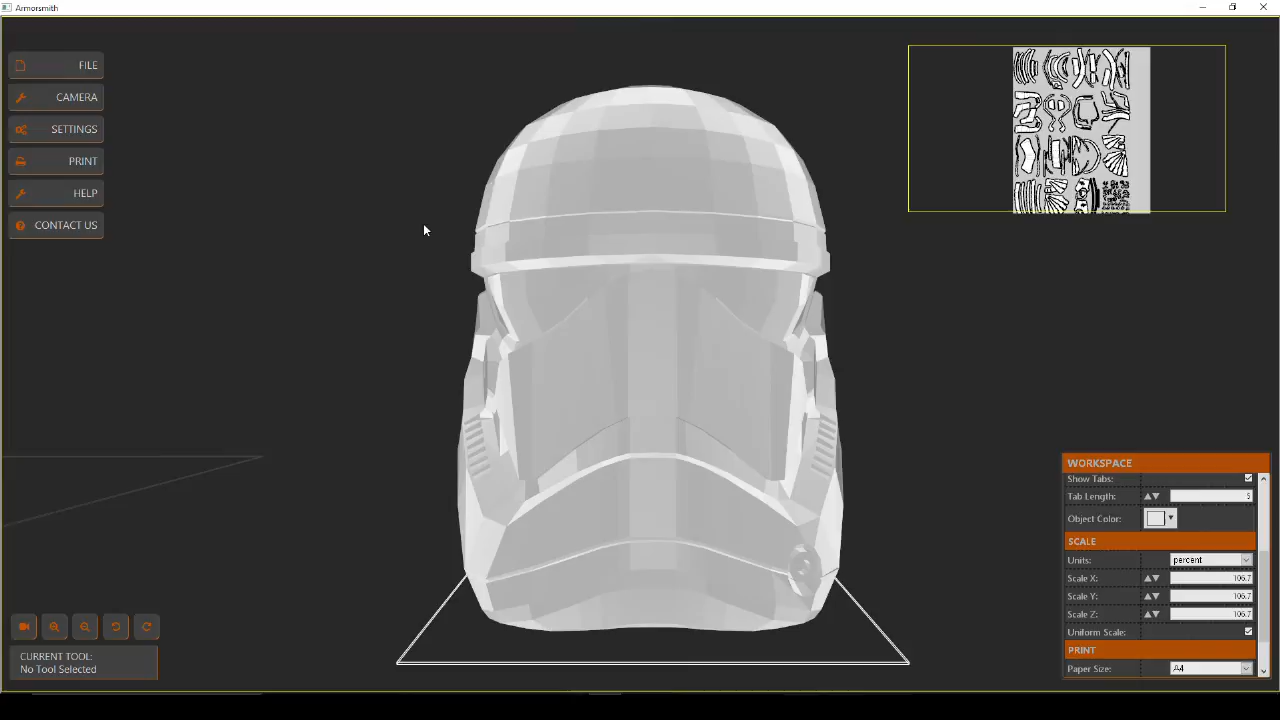 Armorsmith
FILE
CAMERA
SETTINGS
PRINT
HELP
CONTACT US
WORKSPACE
Show Tabs:
Tab Length: 5
Object Color:
SCALE
Units: percent
Scale X: 106.7
Scale Y: 106.7
Scale Z: 106.7
Uniform Scale:
PRINT
Paper Size: A4
CURRENT TOOL:
No Tool Selected